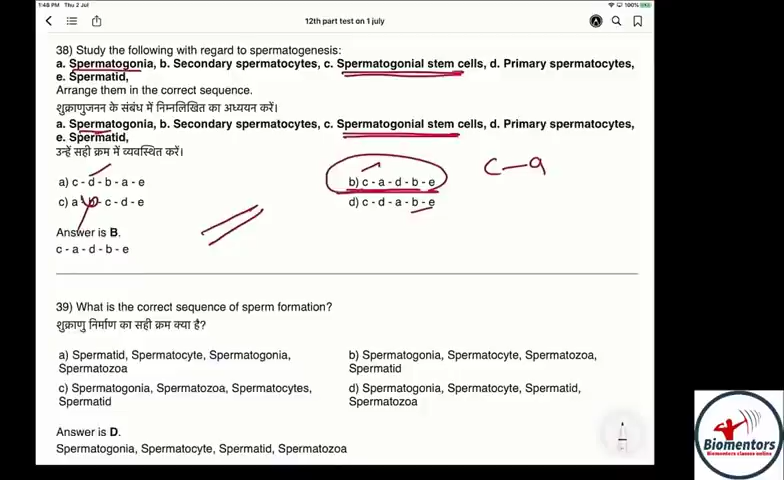 1:48 PM Thu 2 Jul
12th part test on 1 july
100%
38) Study the following with regard to spermatogenesis:
a. Spermatogonia, b. Secondary spermatocytes, c. Spermatogonial stem cells, d. Primary spermatocytes,
e. Spermatid,
Arrange them in the correct sequence.
शुक्राणुजनन के संबंध में निम्नलिखित का अध्ययन करें।
a. Spermatogonia, b. Secondary spermatocytes, c. Spermatogonial stem cells, d. Primary spermatocytes,
e. Spermatid,
उन्हें सही क्रम में व्यवस्थित करें।
a) c - d - b - a - e
b) c - a - d - b - e
c - a
c) a - b - c - d - e
d) c - d - a - b - e
Answer is B.
c - a - d - b - e
39) What is the correct sequence of sperm formation?
शुक्राणु निर्माण का सही क्रम क्या है?
a) Spermatid, Spermatocyte, Spermatogonia,
Spermatozoa
b) Spermatogonia, Spermatocyte, Spermatozoa,
Spermatid
c) Spermatogonia, Spermatozoa, Spermatocytes,
Spermatid
d) Spermatogonia, Spermatocyte, Spermatid,
Spermatozoa
Answer is D.
Spermatogonia, Spermatocyte, Spermatid, Spermatozoa
Biomentors
Biomentors classes online